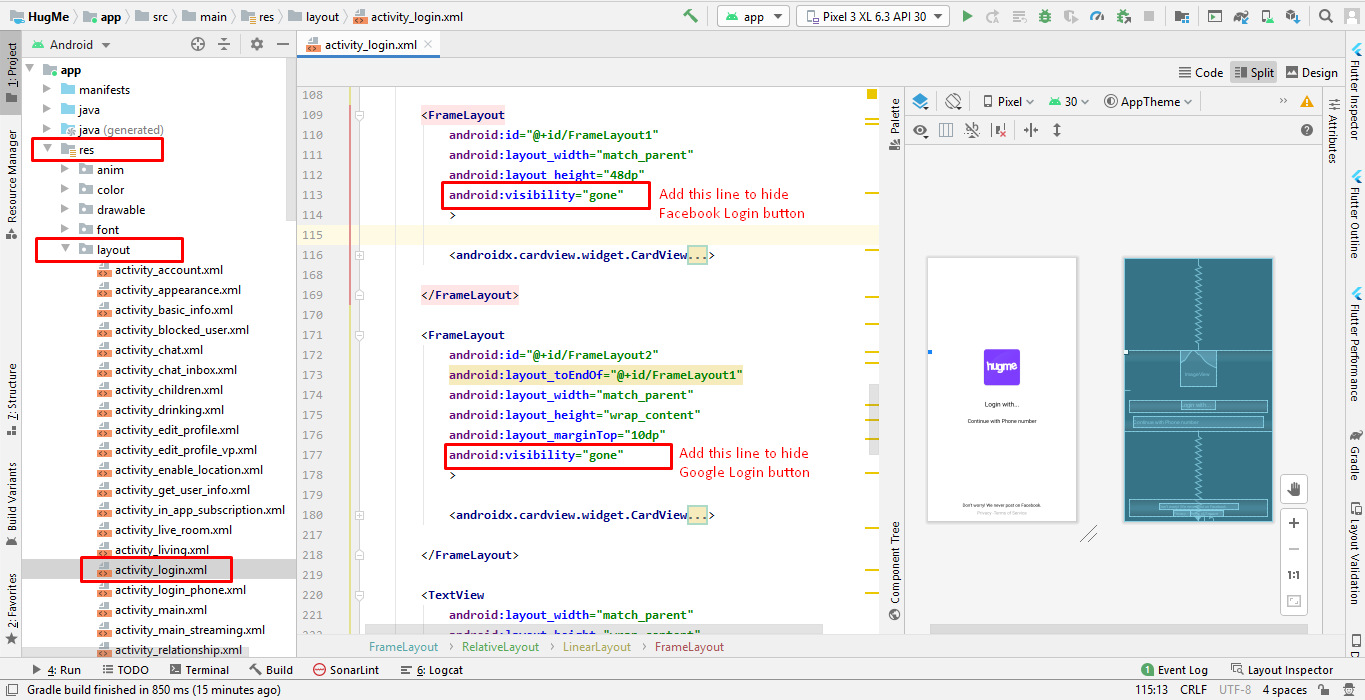 HugMe app src main res layout activity_login.xml
app Pixel 3 XL 6.3 API 30
Android
activity_login.xml
Code Split Design
1: Project
Resource Manager
7: Structure
Build Variants
2: Favorites
app
manifests
java
java (generated)
res
anim
color
drawable
font
layout
activity_account.xml
activity_appearance.xml
activity_basic_info.xml
activity_blocked_user.xml
activity_chat.xml
activity_chat_inbox.xml
activity_children.xml
activity_drinking.xml
activity_edit_profile.xml
activity_edit_profile_vp.xml
activity_enable_location.xml
activity_get_user_info.xml
activity_in_app_subscription.xml
activity_live_room.xml
activity_living.xml
activity_login.xml
activity_login_phone.xml
activity_main.xml
activity_main_streaming.xml
activity_relationship.xml
108
109 <FrameLayout
110 android:id="@+id/FrameLayout1"
111 android:layout_width="match_parent"
112 android:layout_height="48dp"
113 android:visibility="gone"
114 >
115
116 <androidx.cardview.widget.CardView...>
168
169 </FrameLayout>
170
171 <FrameLayout
172 android:id="@+id/FrameLayout2"
173 android:layout_toEndOf="@+id/FrameLayout1"
174 android:layout_width="match_parent"
175 android:layout_height="wrap_content"
176 android:layout_marginTop="10dp"
177 android:visibility="gone"
178 >
179
180 <androidx.cardview.widget.CardView...>
217
218 </FrameLayout>
219
220 <TextView
221 android:layout_width="match_parent"
222 android:layout_height="wrap_content"
Add this line to hide
Facebook Login button
Add this line to hide
Google Login button
FrameLayout RelativeLayout LinearLayout FrameLayout
Palette
Component Tree
Pixel 30 AppTheme
Attributes
hugme
Login with...
Continue with Phone number
Don't worry! We never post on Facebook.
Privacy Terms of Service
ImageView
Login with...
Continue with Phone number
1:1
Flutter Inspector
Flutter Outline
Flutter Performance
Gradle
Layout Validation
4: Run TODO Terminal Build SonarLint 6: Logcat Event Log Layout Inspector
1
Gradle build finished in 850 ms (15 minutes ago) 115:13 CRLF UTF-8 4 spaces